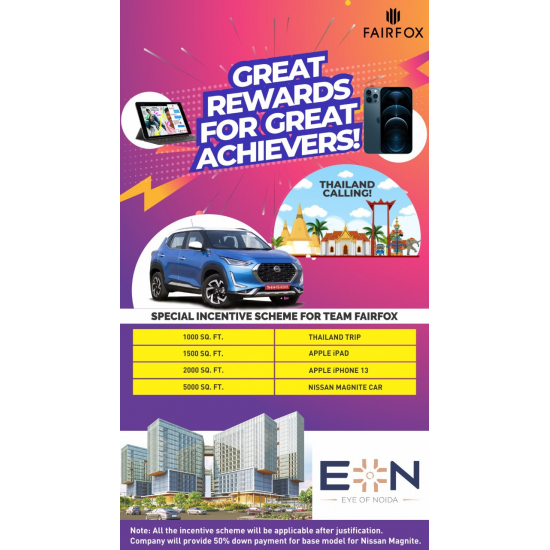 FAIRFOX
GREAT
REWARDS
FOR GREAT
ACHIEVERS!
THAILAND
CALLING!
SPECIAL INCENTIVE SCHEME FOR TEAM FAIRFOX
1000 SQ. FT. THAILAND TRIP
1500 SQ. FT. APPLE iPAD
2000 SQ. FT. APPLE iPHONE 13
5000 SQ. FT. NISSAN MAGNITE CAR
EON
EYE OF NOIDA
Note: All the incentive scheme will be applicable after justification.
Company will provide 50% down payment for base model for Nissan Magnite.